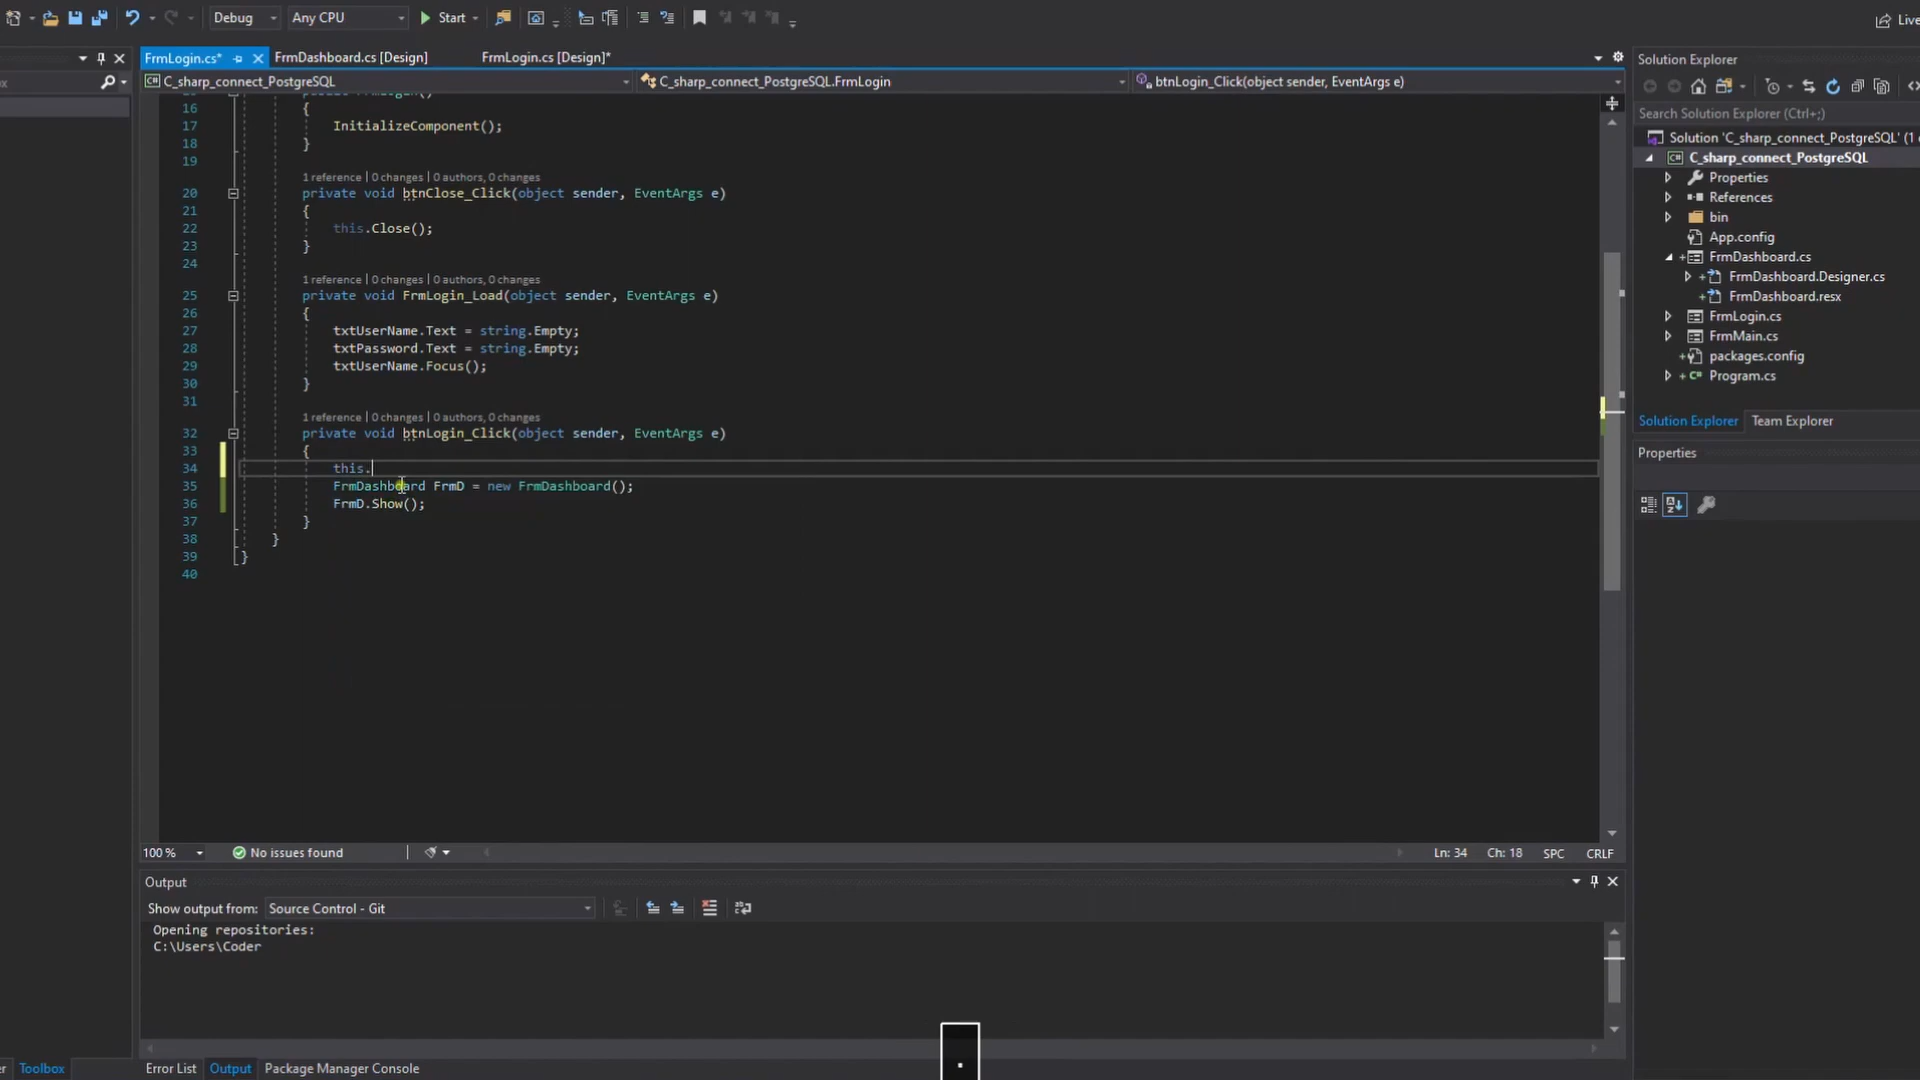 Debug Any CPU Start Live
FrmLogin.cs* FrmDashboard.cs [Design] FrmLogin.cs [Design]*
C_sharp_connect_PostgreSQL C_sharp_connect_PostgreSQL.FrmLogin btnLogin_Click(object sender, EventArgs e)
16 {
17 InitializeComponent();
18 }
19
1 reference | 0 changes | 0 authors, 0 changes
20 private void btnClose_Click(object sender, EventArgs e)
21 {
22 this.Close();
23 }
24
1 reference | 0 changes | 0 authors, 0 changes
25 private void FrmLogin_Load(object sender, EventArgs e)
26 {
27 txtUserName.Text = string.Empty;
28 txtPassword.Text = string.Empty;
29 txtUserName.Focus();
30 }
31
1 reference | 0 changes | 0 authors, 0 changes
32 private void btnLogin_Click(object sender, EventArgs e)
33 {
34 this.
35 FrmDashboard FrmD = new FrmDashboard();
36 FrmD.Show();
37 }
38 }
39 }
40
100 % No issues found Ln: 34 Ch: 18 SPC CRLF
Output
Show output from: Source Control - Git
Opening repositories:
C:\Users\Coder
Toolbox Error List Output Package Manager Console
.
Solution Explorer
Search Solution Explorer (Ctrl+;)
Solution 'C_sharp_connect_PostgreSQL' (1
C_sharp_connect_PostgreSQL
Properties
References
bin
App.config
FrmDashboard.cs
FrmDashboard.Designer.cs
FrmDashboard.resx
FrmLogin.cs
FrmMain.cs
packages.config
Program.cs
Solution Explorer Team Explorer
Properties